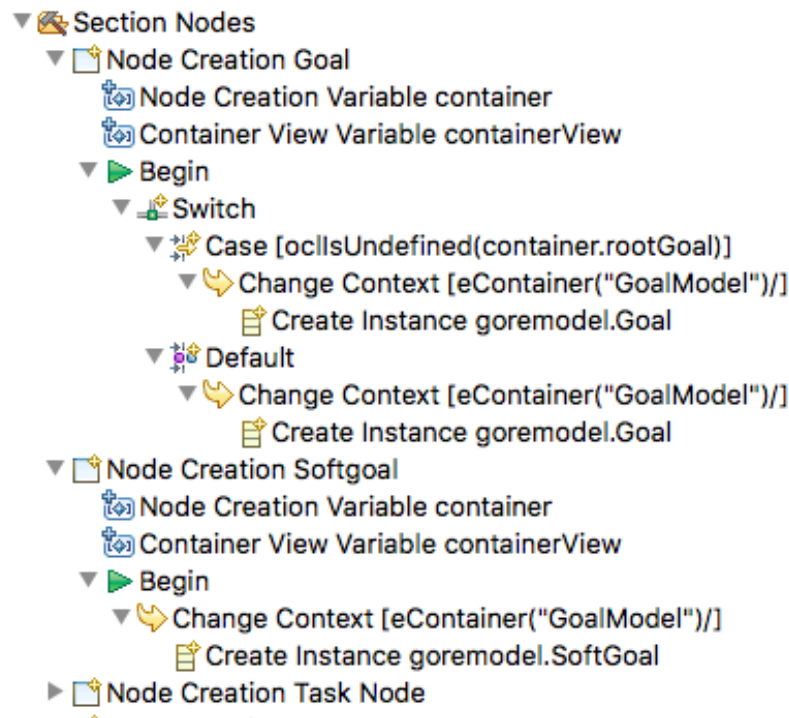 Section Nodes
Node Creation Goal
Node Creation Variable container
Container View Variable containerView
Begin
Switch
Case [oclIsUndefined(container.rootGoal)]
Change Context [eContainer("GoalModel")/]
Create Instance goremodel.Goal
Default
Change Context [eContainer("GoalModel")/]
Create Instance goremodel.Goal
Node Creation Softgoal
Node Creation Variable container
Container View Variable containerView
Begin
Change Context [eContainer("GoalModel")/]
Create Instance goremodel.SoftGoal
Node Creation Task Node